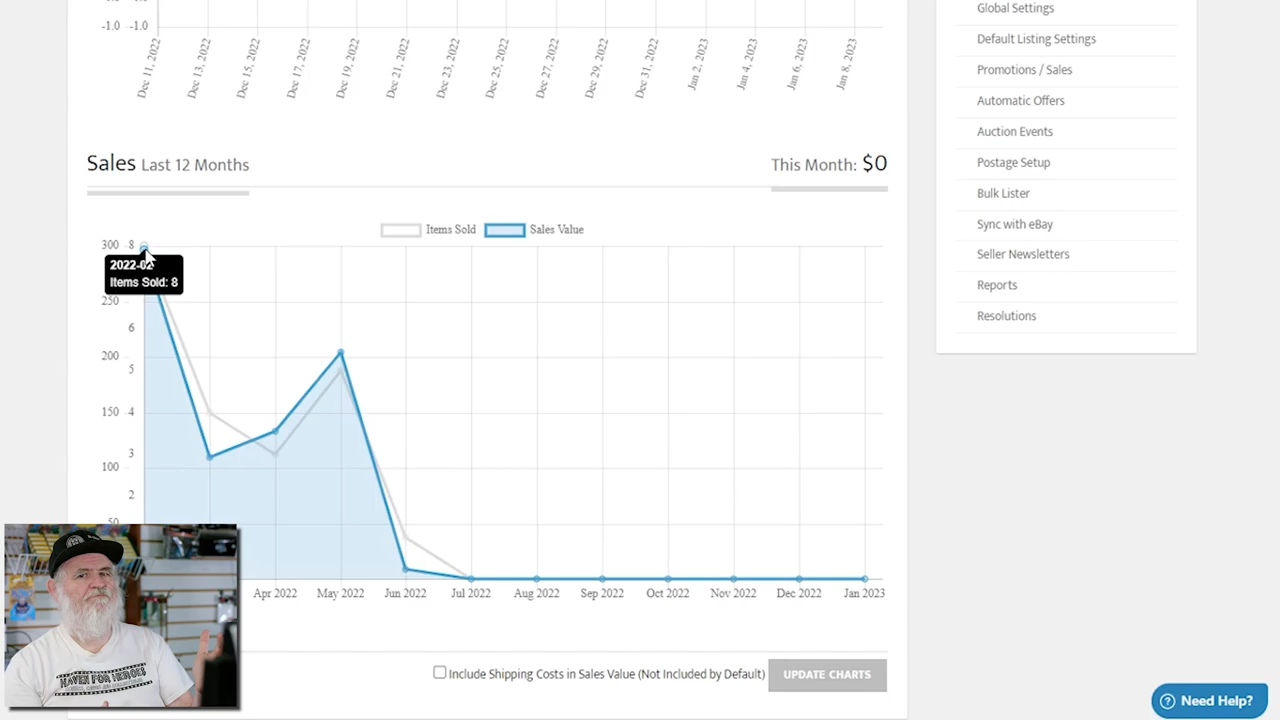 -1.0 -1.0
Dec 11, 2022
Dec 13, 2022
Dec 15, 2022
Dec 17, 2022
Dec 19, 2022
Dec 21, 2022
Dec 23, 2022
Dec 25, 2022
Dec 27, 2022
Dec 29, 2022
Dec 31, 2022
Jan 2, 2023
Jan 4, 2023
Jan 6, 2023
Jan 8, 2023
Sales Last 12 Months
This Month: $0
Items Sold
Sales Value
300 8
2022-02
Items Sold: 8
250
6
200
5
150 4
3
100
2
50
Apr 2022
May 2022
Jun 2022
Jul 2022
Aug 2022
Sep 2022
Oct 2022
Nov 2022
Dec 2022
Jan 2023
Include Shipping Costs in Sales Value (Not Included by Default)
UPDATE CHARTS
Global Settings
Default Listing Settings
Promotions / Sales
Automatic Offers
Auction Events
Postage Setup
Bulk Lister
Sync with eBay
Seller Newsletters
Reports
Resolutions
HAVEN FOR HEROES
Need Help?